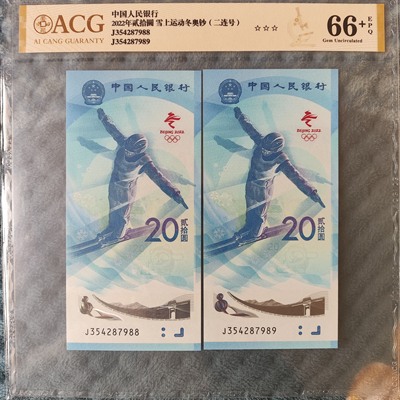 ACG
AI CANG GUARANTY
中国人民银行
2022年贰拾圆 雪上运动冬奥钞（二连号）
J354287988
J354287989
☆☆☆
66+
EPQ
Gem Uncirculated
中国人民银行
BEIJING 2022
20
贰拾圆
J354287988
中国人民银行
BEIJING 2022
20
贰拾圆
J354287989